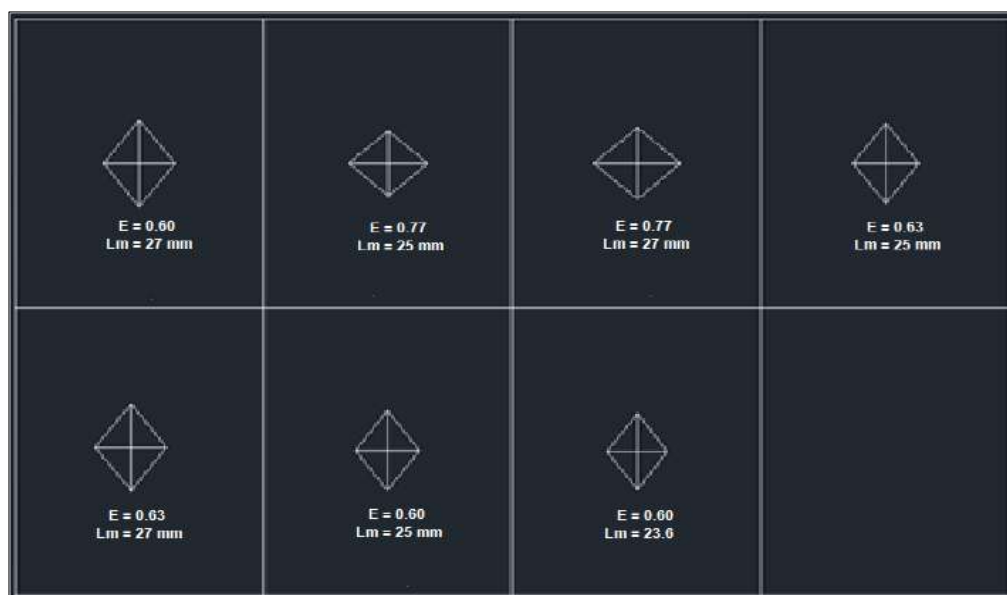 E = 0.60
Lm = 27 mm
E = 0.77
Lm = 25 mm
E = 0.77
Lm = 27 mm
E = 0.63
Lm = 25 mm
E = 0.63
Lm = 27 mm
E = 0.60
Lm = 25 mm
E = 0.60
Lm = 23.6